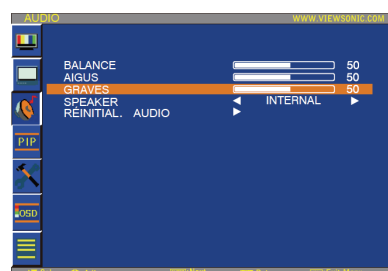 AUDIO WWW.VIEWSONIC.COM
BALANCE 50
AIGUS 50
GRAVES 50
SPEAKER INTERNAL
RÉINITIAL. AUDIO
PIP
OSD